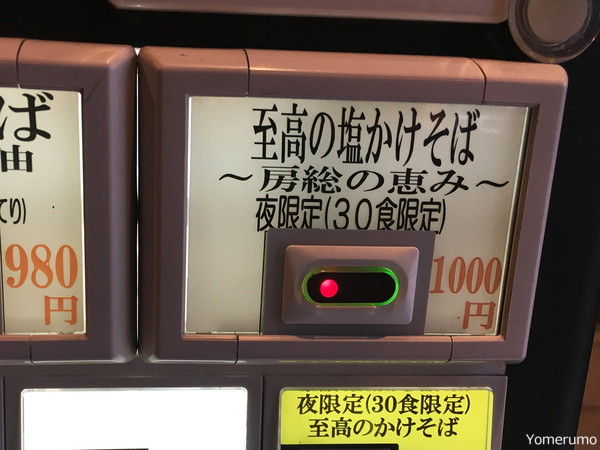 ば
由
てり)
980
円
至高の塩かけそば
~房総の恵み~
夜限定(30食限定)
1000
円
夜限定(30食限定)
至高のかけそば
Yomerumo